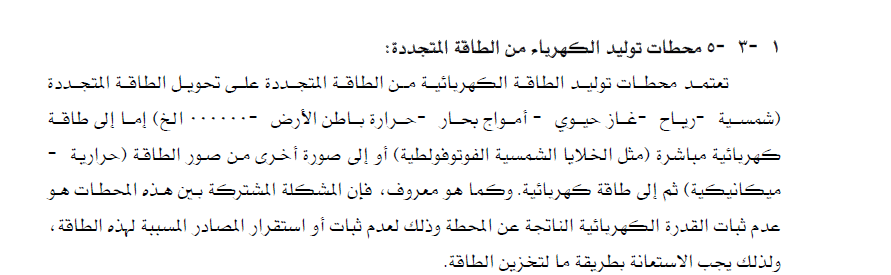 ١ -٣ -٥ محطات توليد الكهرباء من الطاقة المتجددة:
تعتمد محطات توليد الطاقة الكهربائية من الطاقة المتجددة على تحويل الطاقة المتجددة
(شمسية -رياح -غاز حيوي - أمواج بحار -حرارة باطن الأرض -٠٠٠٠٠٠ الخ) إما إلى طاقة
كهربائية مباشرة (مثل الخلايا الشمسية الفوتوفولطية) أو إلى صورة أخرى من صور الطاقة (حرارية -
ميكانيكية) ثم إلى طاقة كهربائية. وكما هو معروف، فإن المشكلة المشتركة بين هذه المحطات هو
عدم ثبات القدرة الكهربائية الناتجة عن المحطة وذلك لعدم ثبات أو استقرار المصادر المسببة لهذه الطاقة،
ولذلك يجب الاستعانة بطريقة ما لتخزين الطاقة.